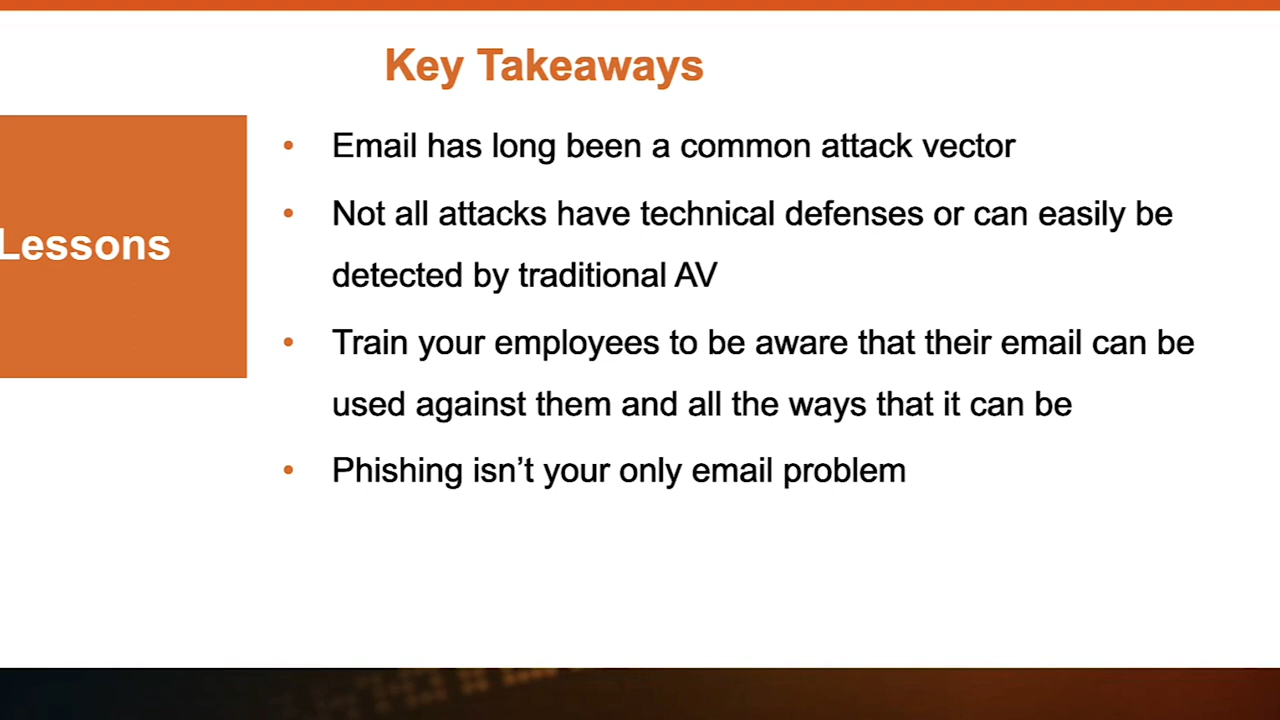 Key Takeaways
Lessons
• Email has long been a common attack vector
• Not all attacks have technical defenses or can easily be
detected by traditional AV
• Train your employees to be aware that their email can be
used against them and all the ways that it can be
• Phishing isn’t your only email problem